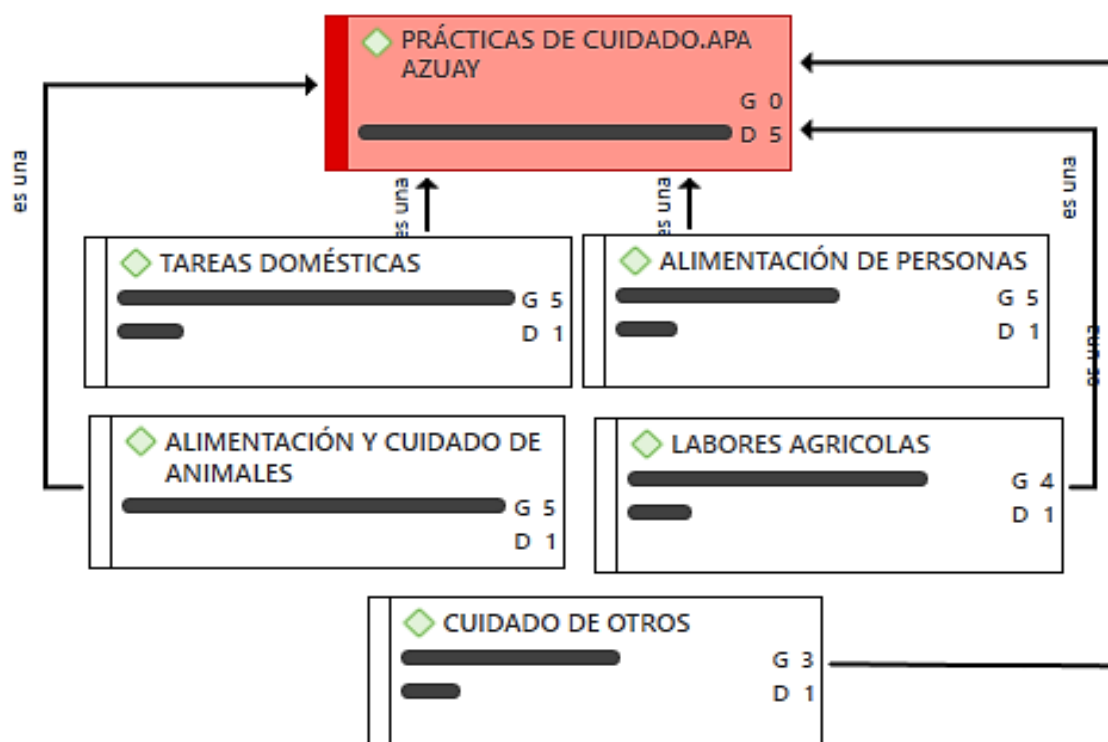 PRÁCTICAS DE CUIDADO.APA
AZUAY
G 0
D 5
es una
es una
es una
es una
TAREAS DOMÉSTICAS
G 5
D 1
ALIMENTACIÓN DE PERSONAS
G 5
D 1
es una
ALIMENTACIÓN Y CUIDADO DE
ANIMALES
G 5
D 1
LABORES AGRICOLAS
G 4
D 1
CUIDADO DE OTROS
G 3
D 1